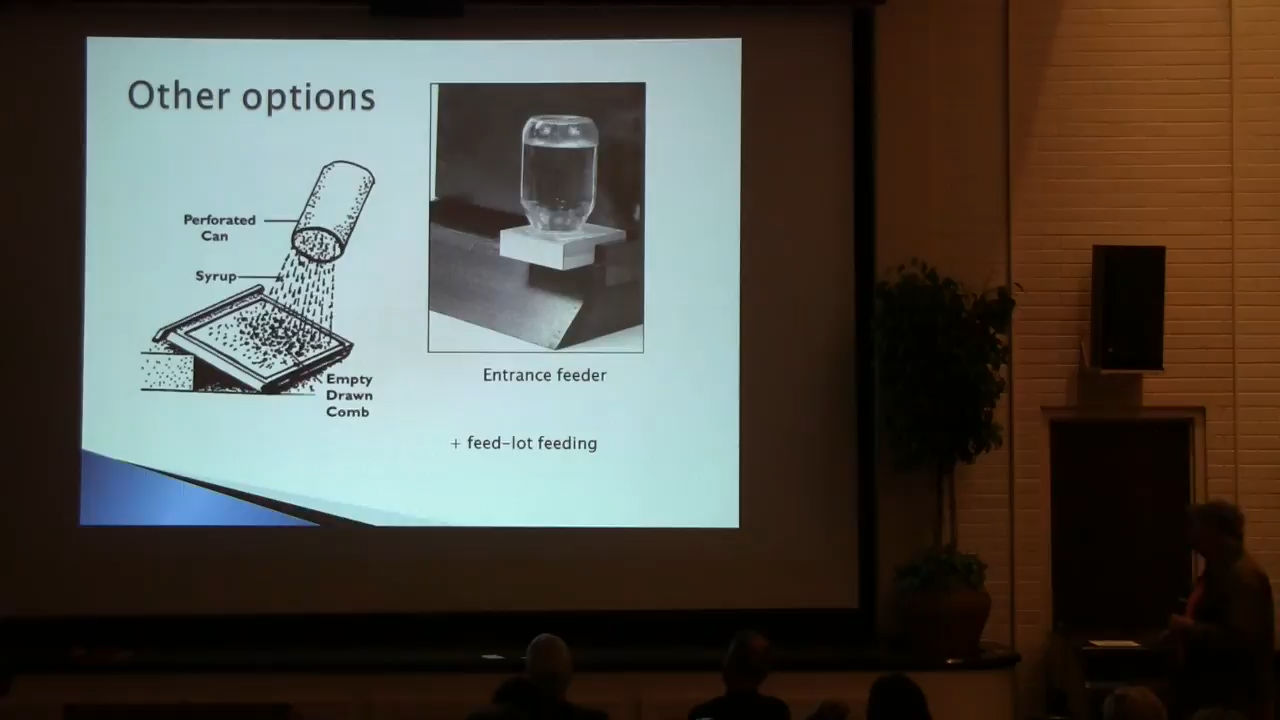 Other options
Perforated
Can
Syrup
Empty
Drawn
Comb
Entrance feeder
+ feed-lot feeding